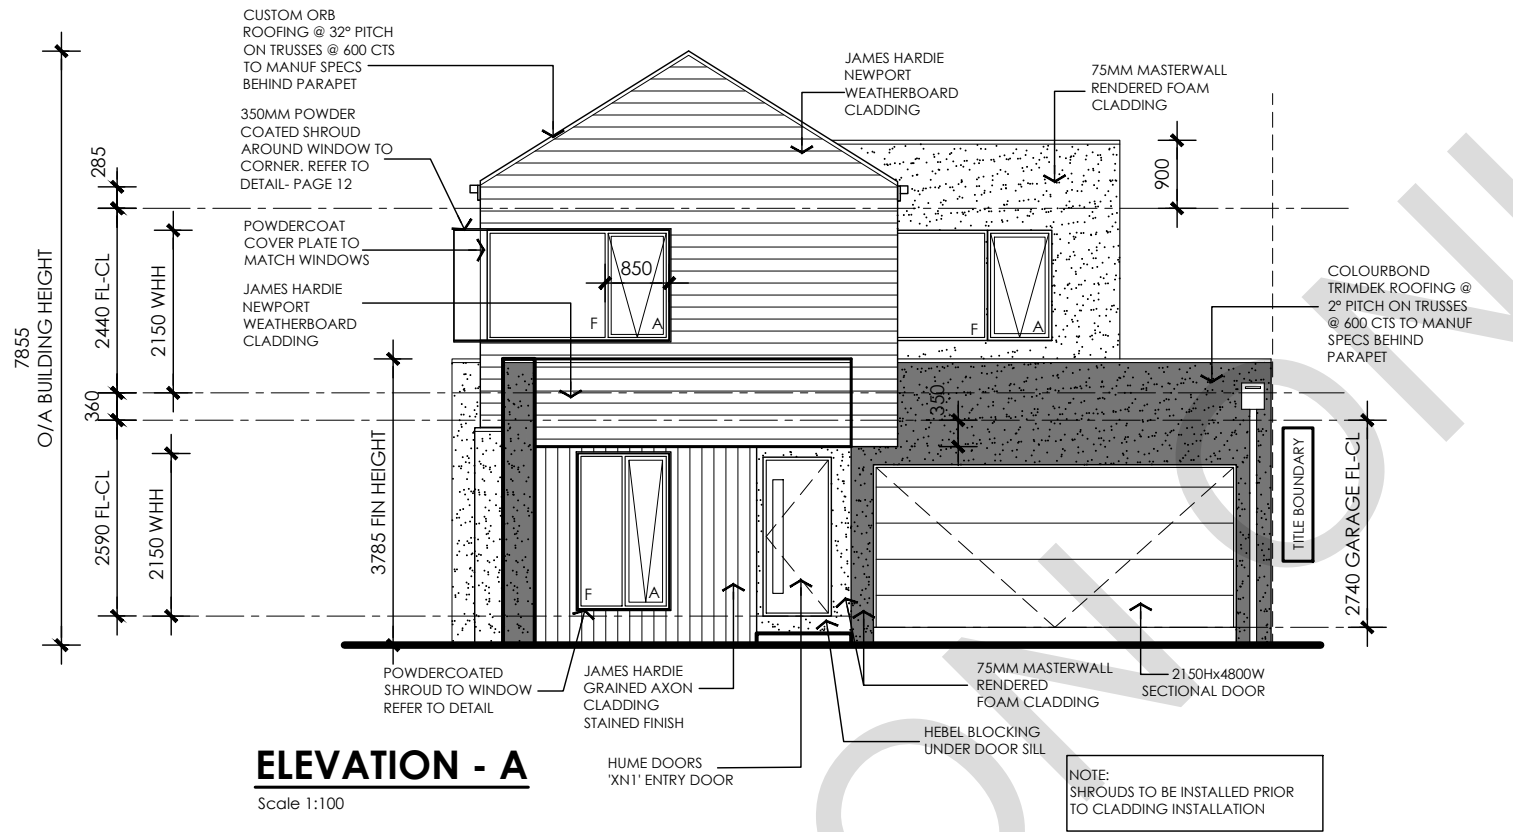 CUSTOM ORB
ROOFING @ 32° PITCH
ON TRUSSES @ 600 CTS
TO MANUF SPECS
BEHIND PARAPET
350MM POWDER
COATED SHROUD
AROUND WINDOW TO
CORNER. REFER TO
DETAIL- PAGE 12
POWDERCOAT
COVER PLATE TO
MATCH WINDOWS
JAMES HARDIE
NEWPORT
WEATHERBOARD
CLADDING
JAMES HARDIE
NEWPORT
WEATHERBOARD
CLADDING
75MM MASTERWALL
RENDERED FOAM
CLADDING
900
COLOURBOND
TRIMDEK ROOFING @
2° PITCH ON TRUSSES
@ 600 CTS TO MANUF
SPECS BEHIND
PARAPET
7855
O/A BUILDING HEIGHT
285
2440 FL-CL
2150 WHH
360
2590 FL-CL
2150 WHH
3785 FIN HEIGHT
850
F
A
F
A
350
F
A
TITLE BOUNDARY
2740 GARAGE FL-CL
POWDERCOATED
SHROUD TO WINDOW
REFER TO DETAIL
JAMES HARDIE
GRAINED AXON
CLADDING
STAINED FINISH
HUME DOORS
'XN1' ENTRY DOOR
75MM MASTERWALL
RENDERED
FOAM CLADDING
HEBEL BLOCKING
UNDER DOOR SILL
2150Hx4800W
SECTIONAL DOOR
ELEVATION - A
Scale 1:100
NOTE:
SHROUDS TO BE INSTALLED PRIOR
TO CLADDING INSTALLATION